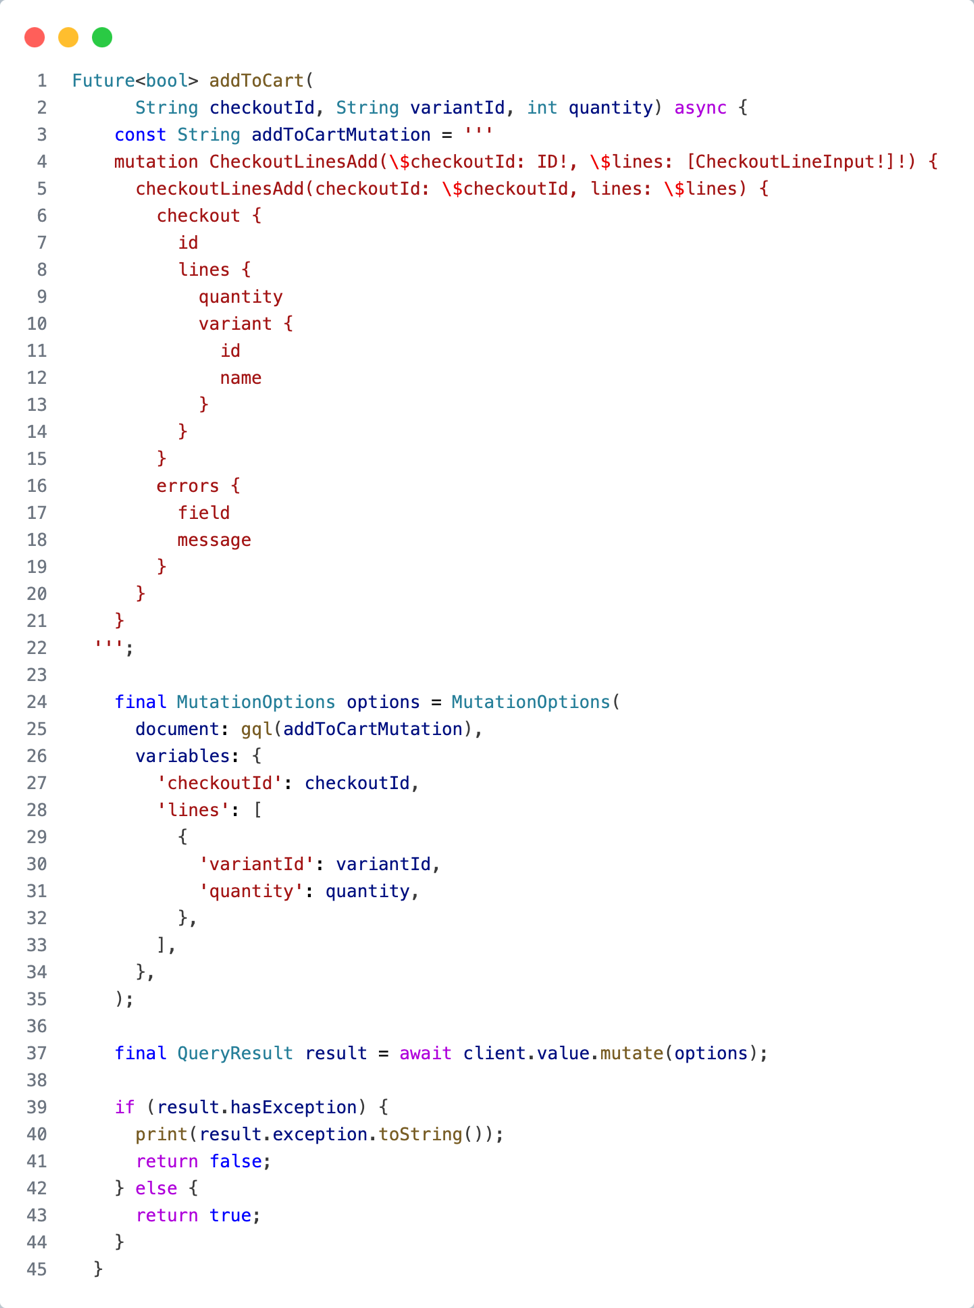 1 Future<bool> addToCart(
2 String checkoutId, String variantId, int quantity) async {
3 const String addToCartMutation = '''
4 mutation CheckoutLinesAdd(\$checkoutId: ID!, \$lines: [CheckoutLineInput!]!) {
5 checkoutLinesAdd(checkoutId: \$checkoutId, lines: \$lines) {
6 checkout {
7 id
8 lines {
9 quantity
10 variant {
11 id
12 name
13 }
14 }
15 }
16 errors {
17 field
18 message
19 }
20 }
21 }
22 ''';
23
24 final MutationOptions options = MutationOptions(
25 document: gql(addToCartMutation),
26 variables: {
27 'checkoutId': checkoutId,
28 'lines': [
29 {
30 'variantId': variantId,
31 'quantity': quantity,
32 },
33 ],
34 },
35 );
36
37 final QueryResult result = await client.value.mutate(options);
38
39 if (result.hasException) {
40 print(result.exception.toString());
41 return false;
42 } else {
43 return true;
44 }
45 }